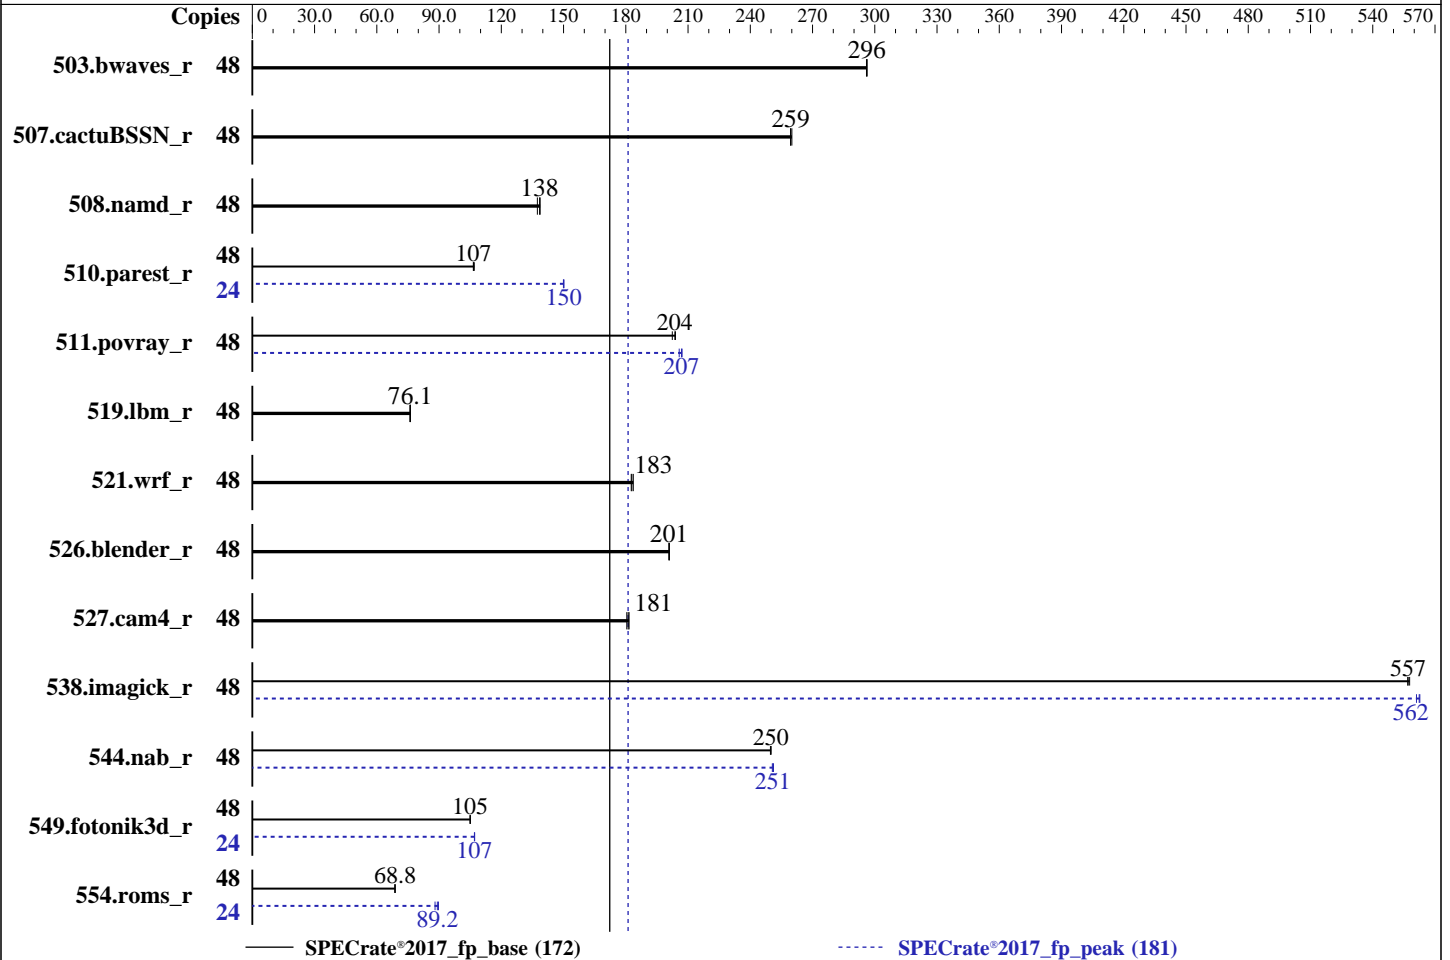 Copies 0 30.0 60.0 90.0 120 150 180 210 240 270 300 330 360 390 420 450 480 510 540 570
503.bwaves_r 48 296
507.cactuBSSN_r 48 259
508.namd_r 48 138
510.parest_r 48 107
24 150
511.povray_r 48 204
207
519.lbm_r 48 76.1
521.wrf_r 48 183
526.blender_r 48 201
527.cam4_r 48 181
538.imagick_r 48 557
562
544.nab_r 48 250
251
549.fotonik3d_r 48 105
24 107
554.roms_r 48 68.8
24 89.2
SPECrate®2017_fp_base (172) SPECrate®2017_fp_peak (181)